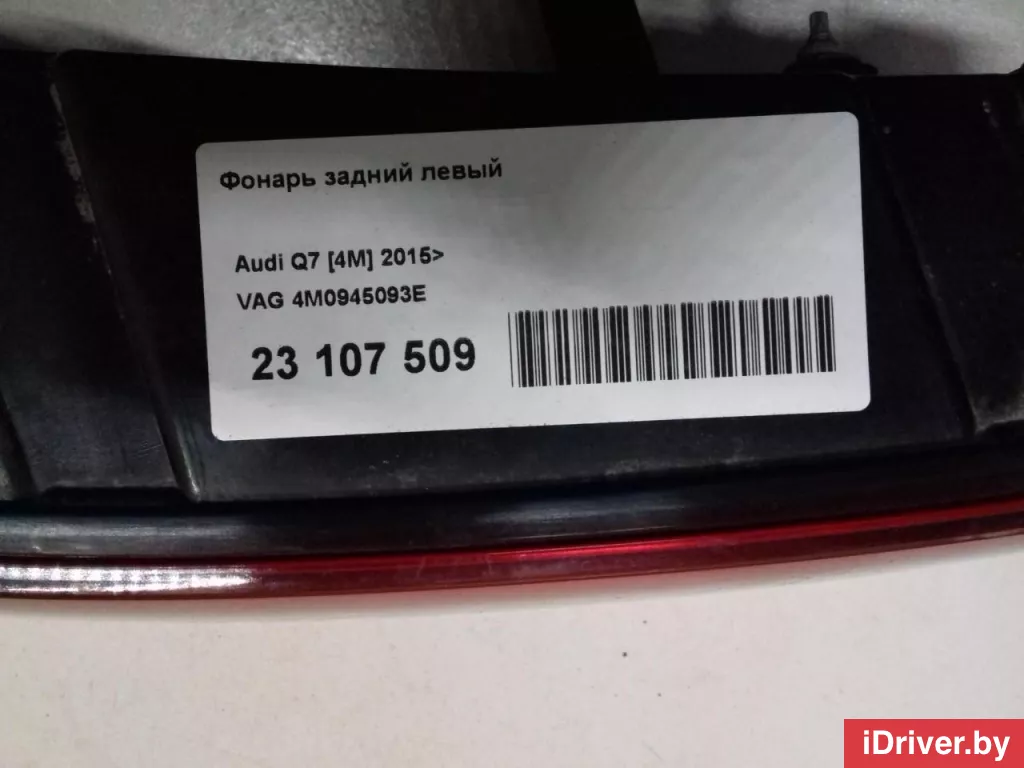 Фонарь задний левый
Audi Q7 [4M] 2015>
VAG 4M0945093E
23 107 509
iDriver.by